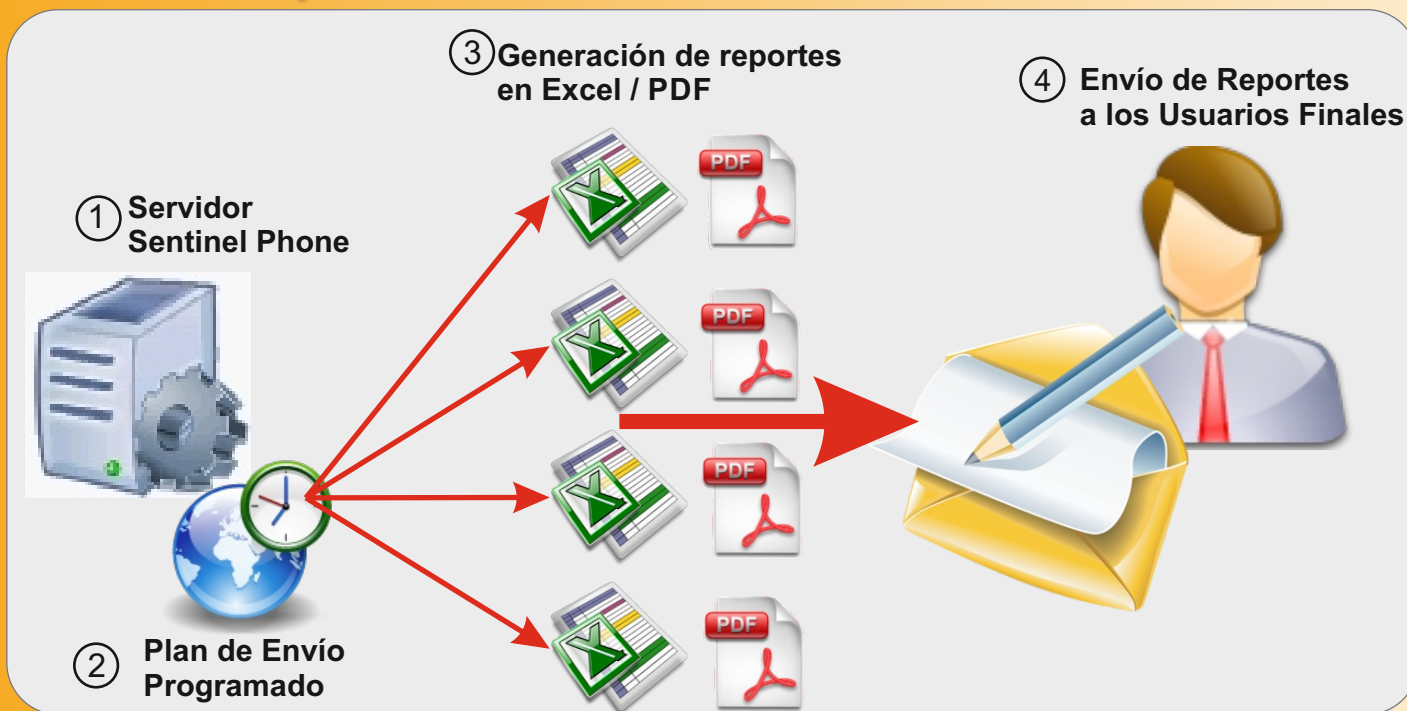 1 Servidor
Sentinel Phone
2 Plan de Envío
Programado
3 Generación de reportes
en Excel / PDF
PDF
PDF
PDF
PDF
4 Envío de Reportes
a los Usuarios Finales